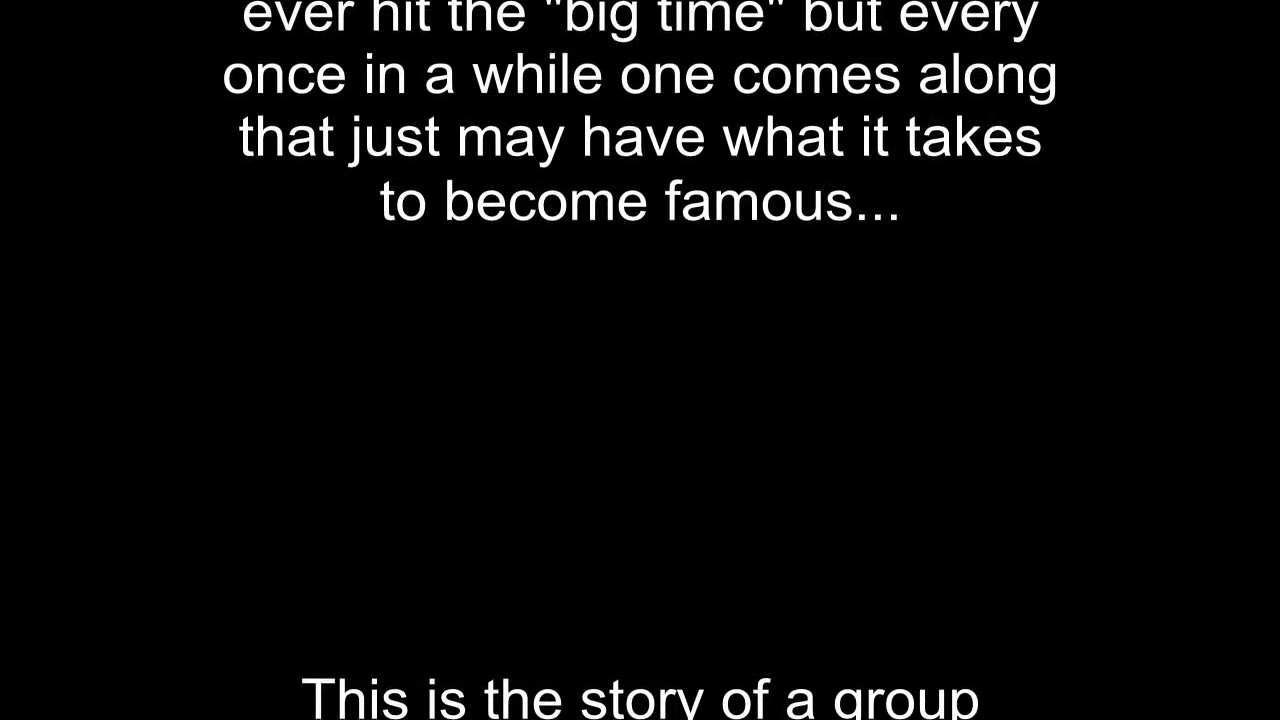 ever hit the "big time" but every
once in a while one comes along
that just may have what it takes
to become famous...
This is the story of a group